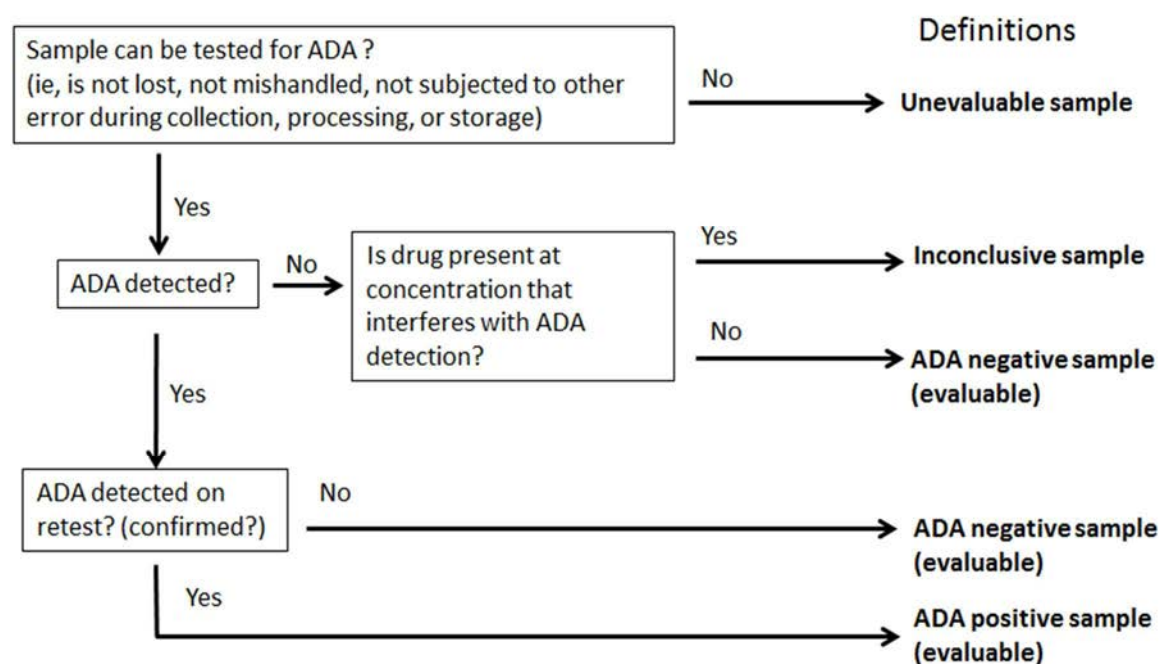 Definitions
Sample can be tested for ADA ?
(ie, is not lost, not mishandled, not subjected to other
error during collection, processing, or storage)
No
Unevaluable sample
Yes
ADA detected?
No
Is drug present at
concentration that
interferes with ADA
detection?
Yes
Inconclusive sample
No
ADA negative sample
(evaluable)
Yes
ADA detected on
retest? (confirmed?)
No
ADA negative sample
(evaluable)
Yes
ADA positive sample
(evaluable)